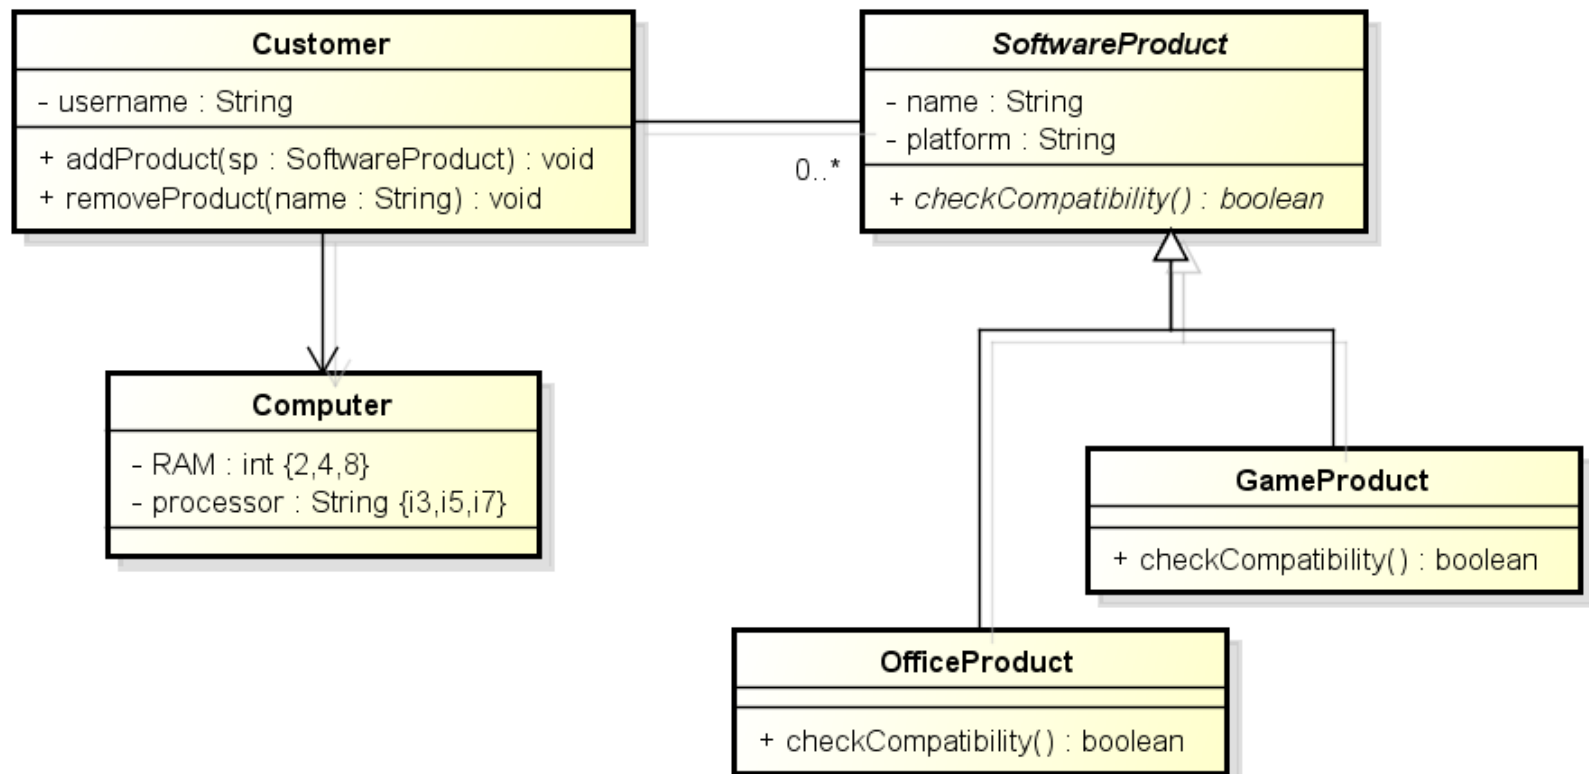 Customer
- username : String
+ addProduct(sp : SoftwareProduct) : void
+ removeProduct(name : String) : void
SoftwareProduct
- name : String
- platform : String
+ checkCompatibility() : boolean
0..*
Computer
- RAM : int {2,4,8}
- processor : String {i3,i5,i7}
GameProduct
+ checkCompatibility() : boolean
OfficeProduct
+ checkCompatibility() : boolean